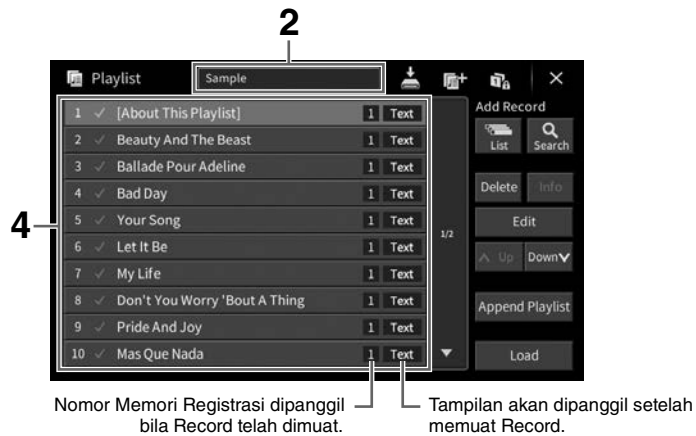 2
Playlist Sample
Add Record
1 [About This Playlist] 1 Text
2 Beauty And The Beast 1 Text
3 Ballade Pour Adeline 1 Text
4 Bad Day 1 Text
5 Your Song 1 Text
6 Let It Be 1 Text
7 My Life 1 Text
8 Don't You Worry 'Bout A Thing 1 Text
9 Pride And Joy 1 Text
10 Mas Que Nada 1 Text
1/2
List Search
Delete Info
Edit
Up Down
Append Playlist
Load
4
Nomor Memori Registrasi dipanggil
bila Record telah dimuat.
Tampilan akan dipanggil setelah
memuat Record.